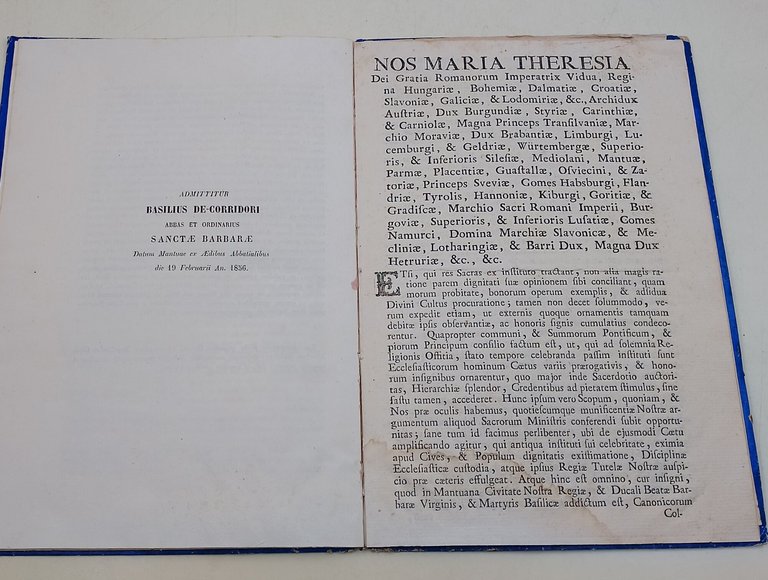 ADMITTITUR
BASILIUS DE-CORRIDORI
ABBAS ET ORDINARIUS
SANCTÆ BARBARÆ
Datum Mantuae ex Ædibus Abbatialibus
die 19 Februarii An. 1836.
NOS MARIA THERESIA
Dei Gratia Romanorum Imperatrix Vidua, Regi-
na Hungariæ, Bohemiæ, Dalmatiæ, Croatiæ,
Slavoniæ, Galiciæ, & Lodomiriæ, &c., Archidux
Auſtriæ, Dux Burgundiæ, Styriæ, Carinthiæ,
& Carniolæ, Magna Princeps Tranſilvaniæ, Mar-
chio Moraviæ, Dux Brabantiæ, Limburgi, Lu-
cemburgi, & Geldriæ, Würtembergæ, Superio-
ris, & Inferioris Sileſiæ, Mediolani, Mantuæ,
Parmæ, Placentiæ, Guaſtallæ, Oſviecini, & Za-
toriæ, Princeps Sveviæ, Comes Habsburgi, Flan-
driæ, Tyrolis, Hannoniæ, Kiburgi, Goritiæ, &
Gradiſcæ, Marchio Sacri Romani Imperii, Bur-
goviæ, Superioris, & Inferioris Luſatiæ, Comes
Namurci, Domina Marchiæ Slavonicæ, & Me-
cliniæ, Lotharingiæ, & Barri Dux, Magna Dux
Hetruriæ, &c., &c.
ETſi, qui res Sacras ex inſtituto tractant, non alia magis ra-
tione parem dignitati ſuæ opinionem ſibi conciliant, quam
morum probitate, bonorum operum exemplis, & adſidua
Divini Cultus procuratione; tamen non decet ſolummodo, ve-
rum expedit etiam, ut externis quoque ornamentis tamquam
debitæ ipſis obſervantiæ, ac honoris ſignis cumulatius condeco-
rentur. Quapropter communi, & Summorum Pontificum, &
piorum Principum conſilio factum eſt, ut, qui ad ſolemnia Re-
ligionis Offitia, ſtato tempore celebranda paſſim inſtituti ſunt
Eccleſiaſticorum hominum Cœtus variis prærogativis, & hono-
rum inſignibus ornarentur, quo major inde Sacerdotio auctori-
tas, Hierarchiæ ſplendor, Credentibus ad pietatem ſtimulus, ſine
faſtu tamen, accederet. Hunc ipſum vero Scopum, quoniam, &
Nos præ oculis habemus, quotieſcumque munificentiæ Noſtræ ar-
gumentum aliquod Sacrorum Miniſtris conferendi ſubit opportu-
nitas; ſane tum id facimus perlibenter, ubi de ejuſmodi Cœtu
amplificando agitur, qui antiqua inſtituti ſui celebritate, eximia
apud Cives, & Populum dignitatis exiſtimatione, Diſciplinæ
Eccleſiaſticæ cuſtodia, atque ipſius Regiæ Tutelæ Noſtræ auſpi-
cio præ cæteris effulgeat. Atque hinc eſt omnino, cur inſigni,
quod in Mantuana Civitate Noſtra Regiæ, & Ducali Beatæ Bar-
baræ Virginis, & Martyris Baſilicæ addictum eſt, Canonicorum
Col-